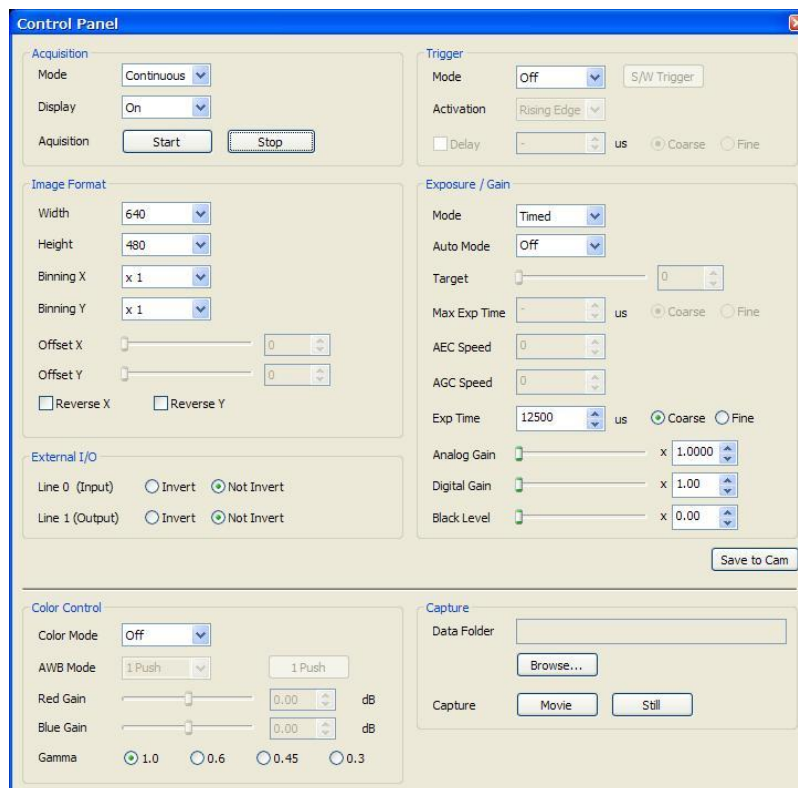 Control Panel
Acquisition
Mode Continuous
Display On
Aquisition Start Stop
Trigger
Mode Off S/W Trigger
Activation Rising Edge
Delay - us Coarse Fine
Image Format
Width 640
Height 480
Binning X x 1
Binning Y x 1
Offset X 0
Offset Y 0
Reverse X Reverse Y
Exposure / Gain
Mode Timed
Auto Mode Off
Target 0
Max Exp Time - us Coarse Fine
AEC Speed 0
AGC Speed 0
Exp Time 12500 us Coarse Fine
Analog Gain x 1.0000
Digital Gain x 1.00
Black Level x 0.00
External I/O
Line 0 (Input) Invert Not Invert
Line 1 (Output) Invert Not Invert
Save to Cam
Color Control
Color Mode Off
AWB Mode 1 Push 1 Push
Red Gain 0.00 dB
Blue Gain 0.00 dB
Gamma 1.0 0.6 0.45 0.3
Capture
Data Folder
Browse...
Capture Movie Still